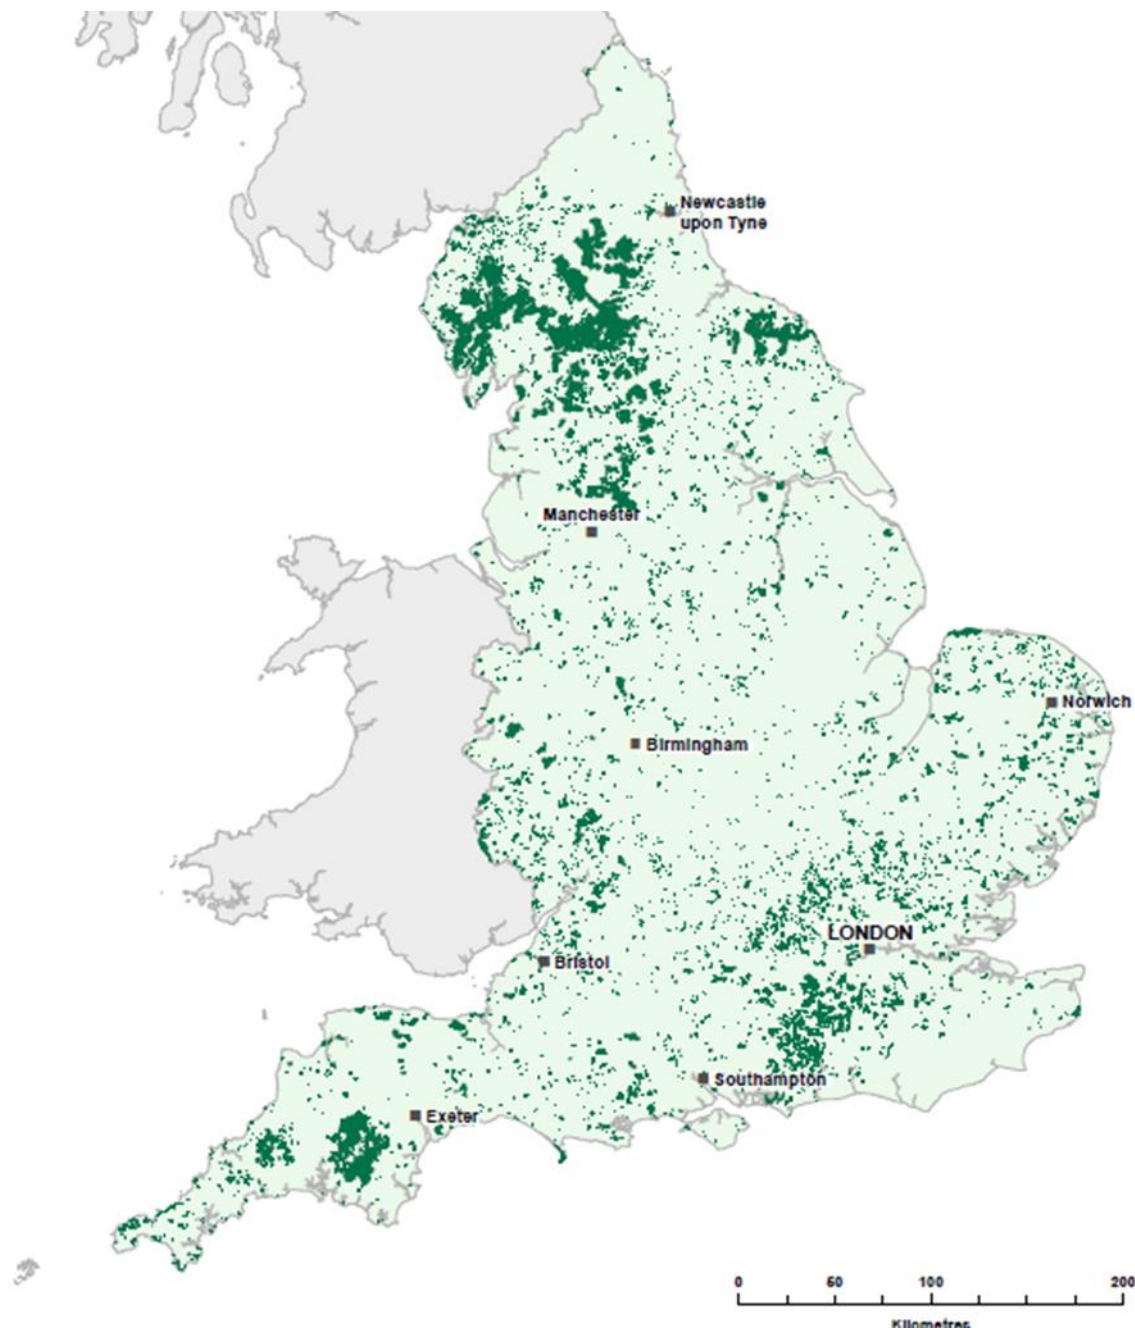 Newcastle
upon Tyne
Manchester
Norwich
Birmingham
LONDON
Bristol
Southampton
Exeter
0 50 100 200
Kilometres